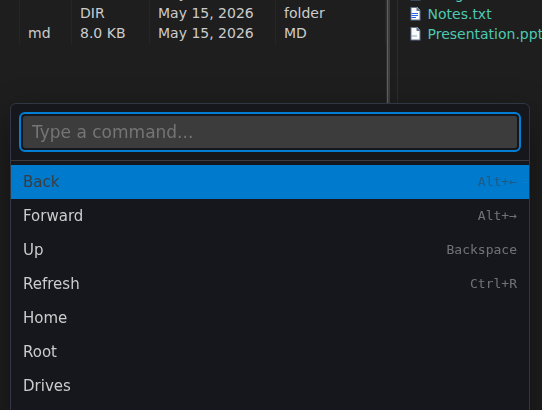 DIR May 15, 2026 folder
md 8.0 KB May 15, 2026 MD
Notes.txt
Presentation.ppt
Type a command...
Back Alt+←
Forward Alt+→
Up Backspace
Refresh Ctrl+R
Home
Root
Drives